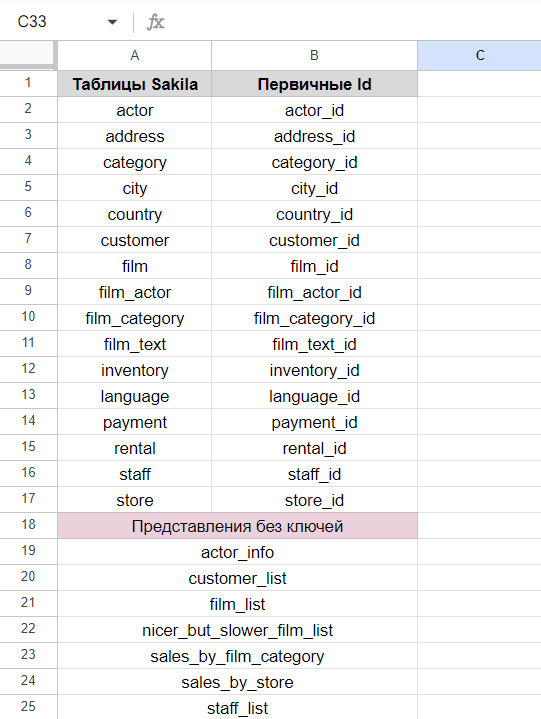 C33 fx
A B C
1 Таблицы Sakila Первичные Id
2 actor actor_id
3 address address_id
4 category category_id
5 city city_id
6 country country_id
7 customer customer_id
8 film film_id
9 film_actor film_actor_id
10 film_category film_category_id
11 film_text film_text_id
12 inventory inventory_id
13 language language_id
14 payment payment_id
15 rental rental_id
16 staff staff_id
17 store store_id
18 Представления без ключей
19 actor_info
20 customer_list
21 film_list
22 nicer_but_slower_film_list
23 sales_by_film_category
24 sales_by_store
25 staff_list